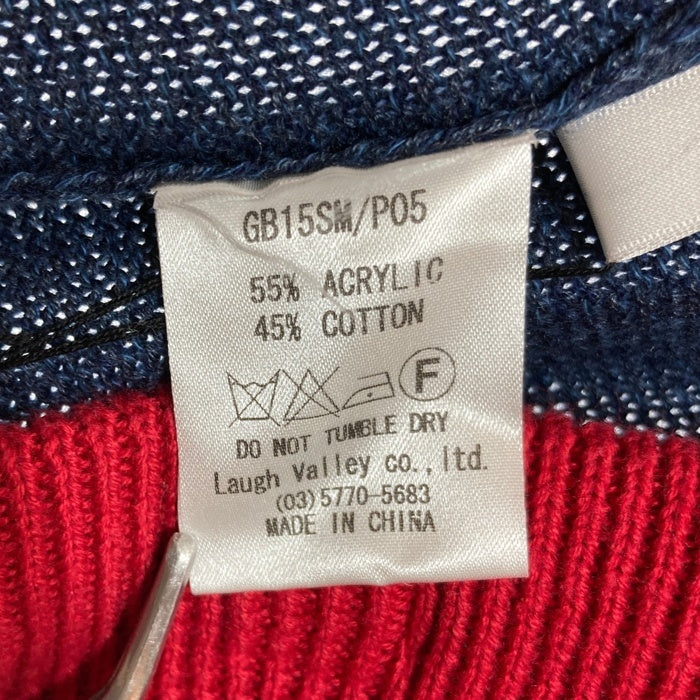 GB15SM/P05
55% ACRYLIC
45% COTTON
F
DO NOT TUMBLE DRY
Laugh Valley co.,ltd.
(03)5770-5683
MADE IN CHINA